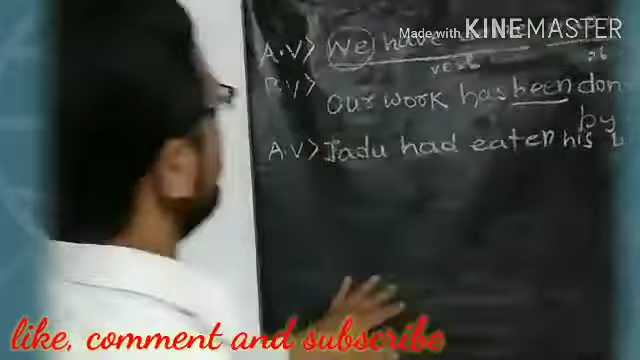 Made with KINEMASTER
A.V> We have
verb
P.V> Our work has been don
by
A.V> Jadu had eaten his
like, comment and subscribe